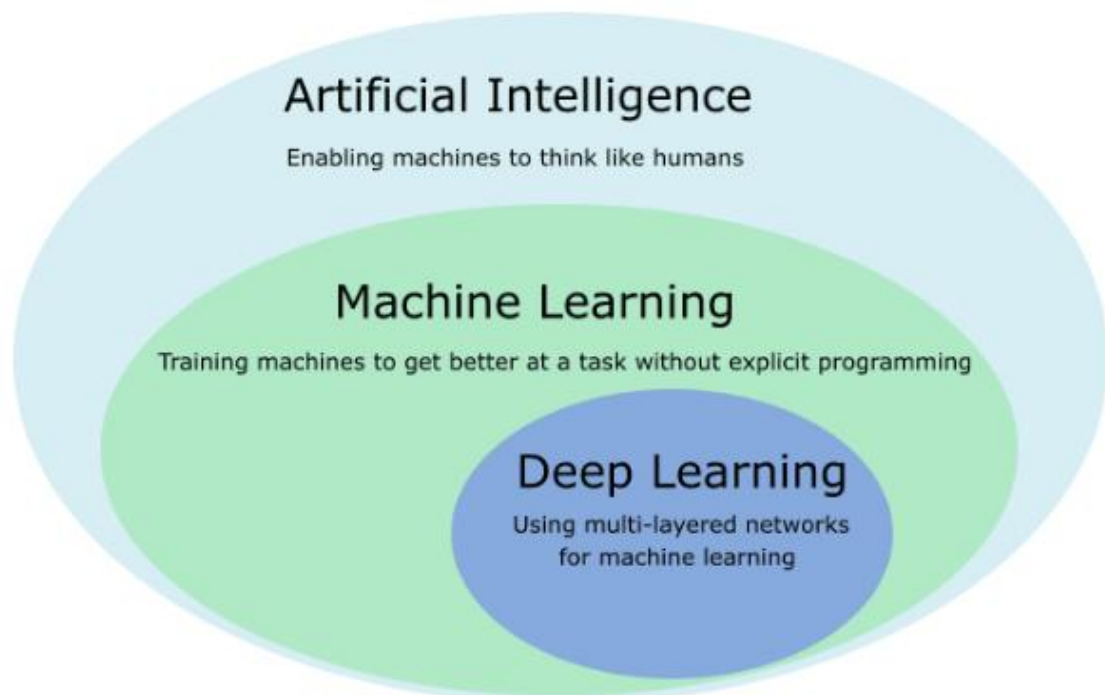 Artificial Intelligence
Enabling machines to think like humans
Machine Learning
Training machines to get better at a task without explicit programming
Deep Learning
Using multi-layered networks
for machine learning